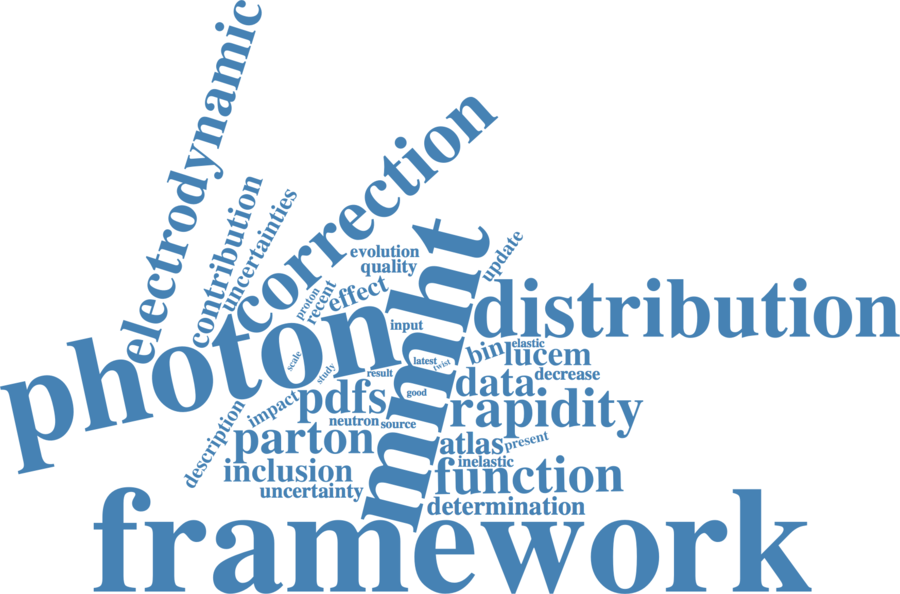 electrodynamic
correction
contribution
uncertainties
evolution
quality
update
proton
recent
effect
mmht
distribution
photon
input
elastic
bin
lucem
scale
study
result
latest
twist
data
decrease
pdfs
good
impact
rapidity
neutron
source
description
parton
atlas
present
inclusion
inelastic
function
uncertainty
determination
framework